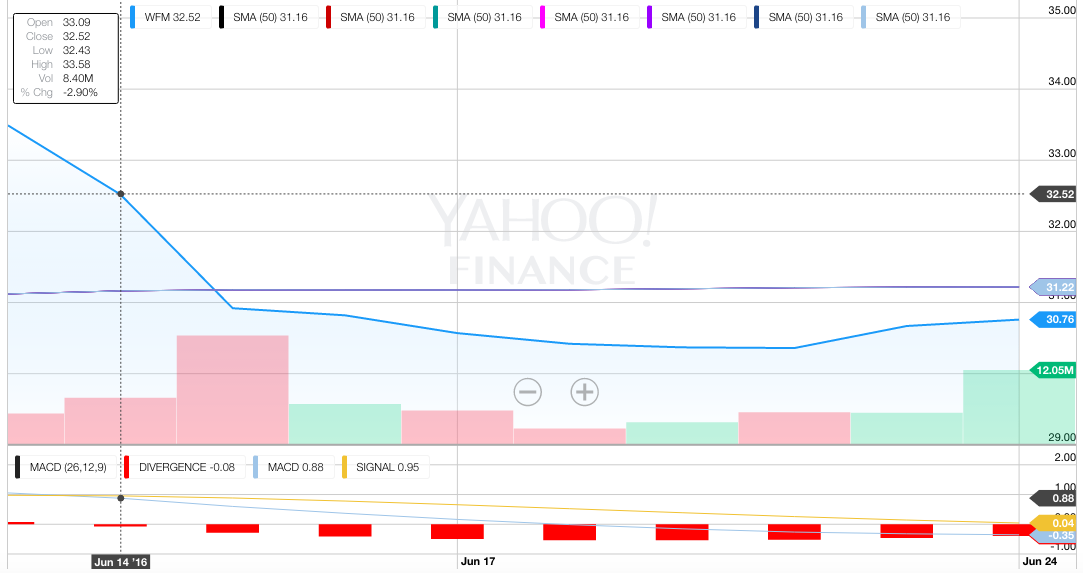 Open 33.09
Close 32.52
Low 32.43
High 33.58
Vol 8.40M
% Chg -2.90%
WFM 32.52 SMA (50) 31.16 SMA (50) 31.16 SMA (50) 31.16 SMA (50) 31.16 SMA (50) 31.16 SMA (50) 31.16 SMA (50) 31.16
35.00
34.00
33.00
32.52
32.00
YAHOO!
FINANCE
31.22
31.00
30.76
12.05M
29.00
2.00
MACD (26,12,9) DIVERGENCE -0.08 MACD 0.88 SIGNAL 0.95
1.00
0.88
0.04
-0.35
-1.00
Jun 14 '16 Jun 17 Jun 24